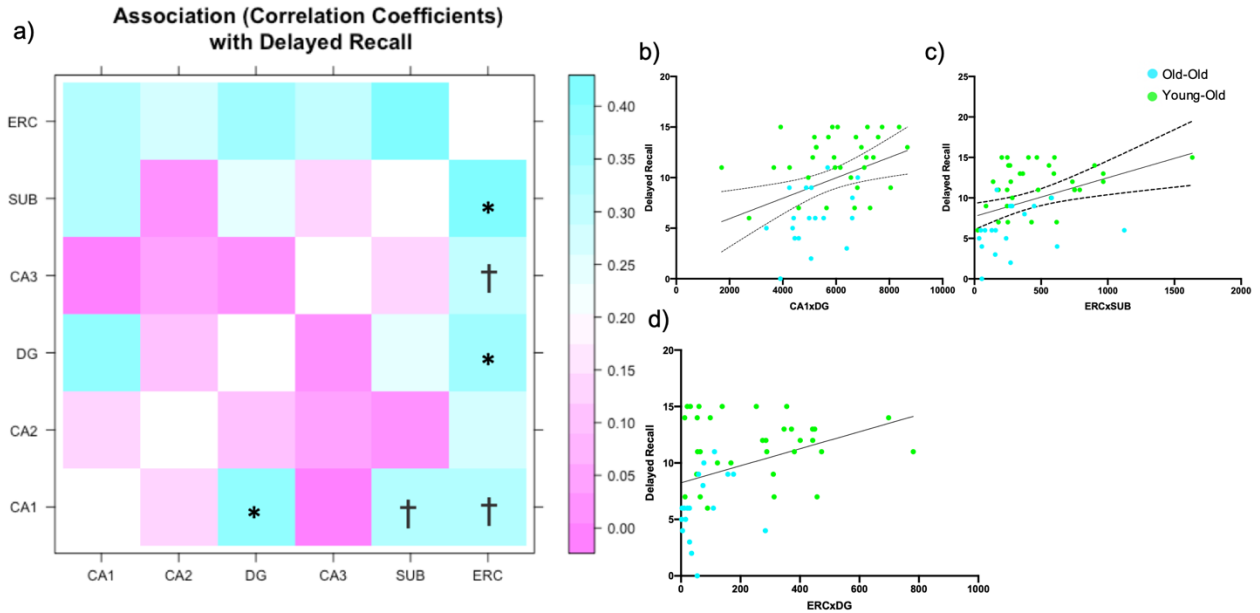 Association (Correlation Coefficients)
with Delayed Recall
a)
ERC
SUB
CA3
DG
CA2
CA1
*
†
*
* † †
CA1 CA2 DG CA3 SUB ERC
0.40
0.35
0.30
0.25
0.20
0.15
0.10
0.05
0.00
b)
Delayed Recall
20
15
10
5
0
0 2000 4000 6000 8000 10000
CA1xDG
c)
Old-Old
Young-Old
Delayed Recall
25
20
15
10
5
0
0 500 1000 1500 2000
ERCxSUB
d)
Delayed Recall
20
15
10
5
0
0 200 400 600 800 1000
ERCxDG